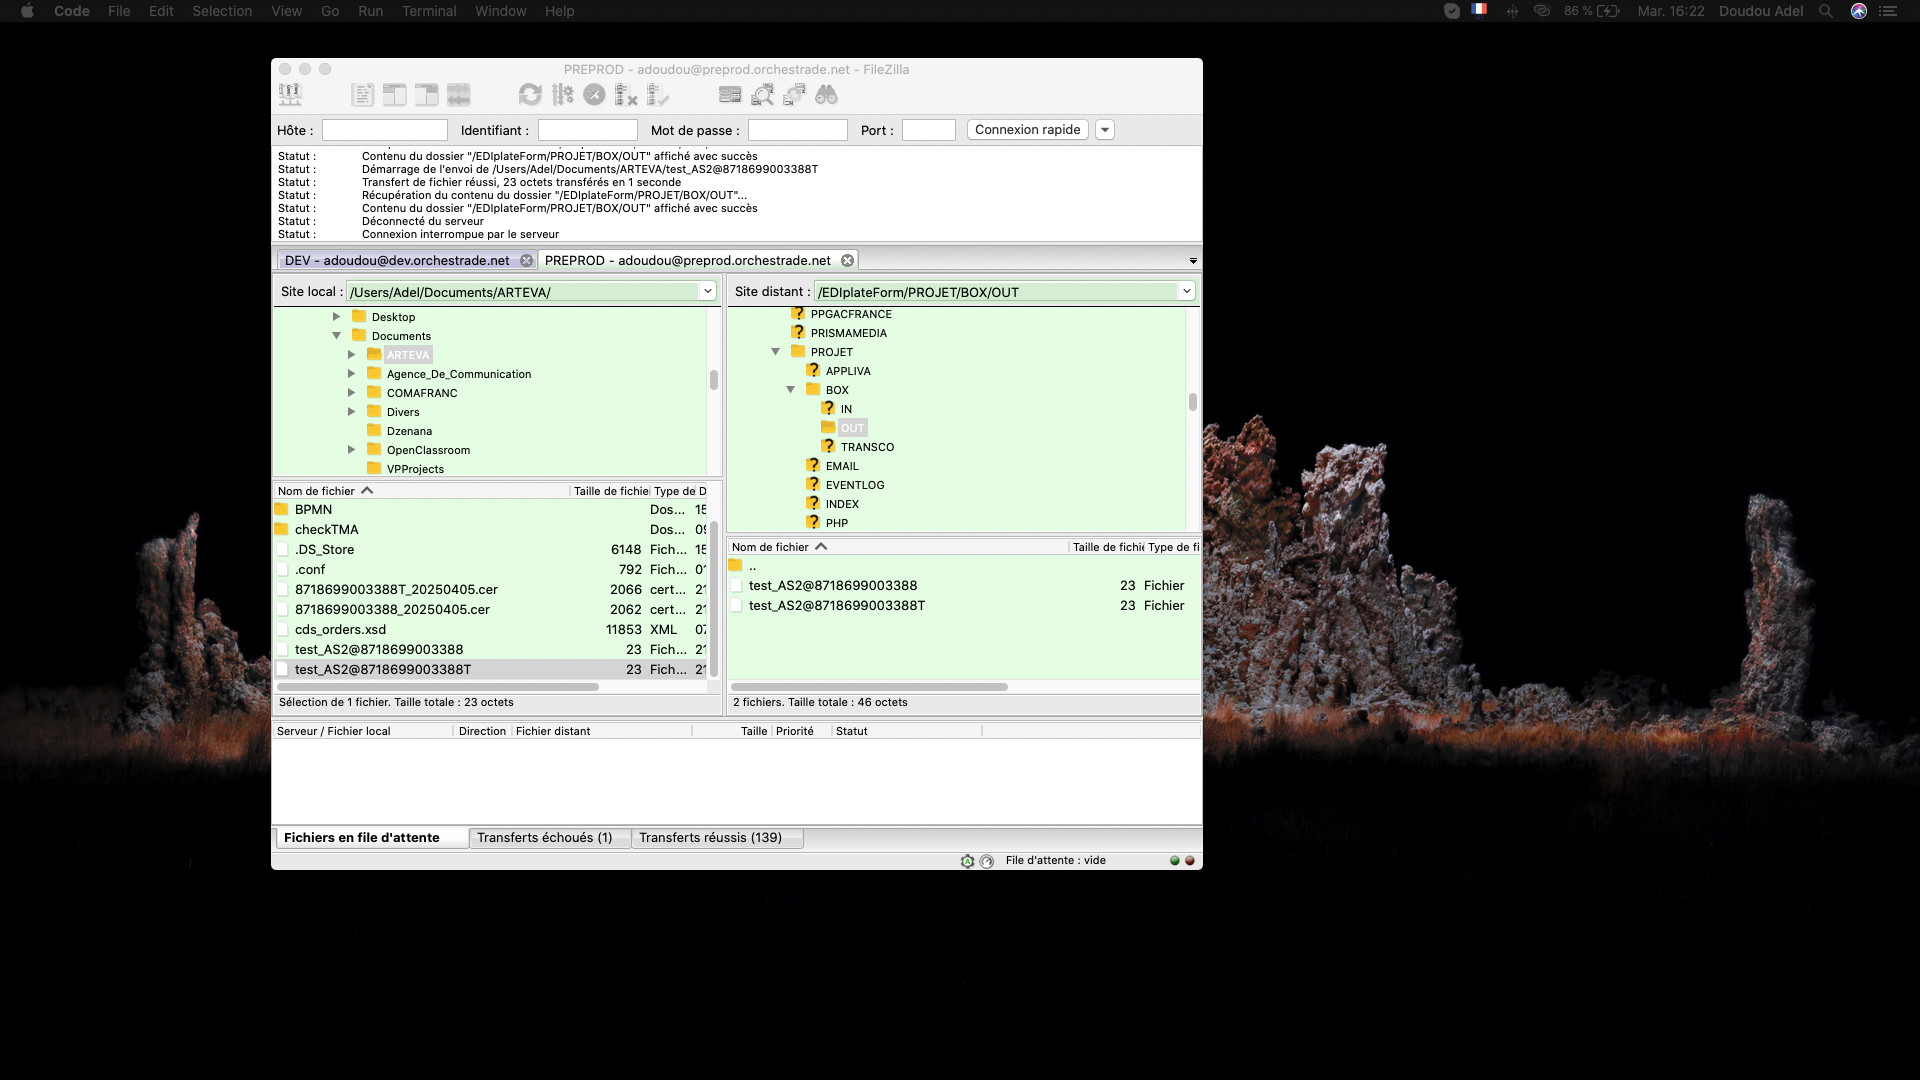 Code File Edit Selection View Go Run Terminal Window Help 86 % Mar. 16:22 Doudou Adel
PREPROD - adoudou@preprod.orchestrade.net - FileZilla
Hôte : Identifiant : Mot de passe : Port : Connexion rapide
Statut : Contenu du dossier "/EDIplateForm/PROJET/BOX/OUT" affiché avec succès
Statut : Démarrage de l'envoi de /Users/Adel/Documents/ARTEVA/test_AS2@8718699003388T
Statut : Transfert de fichier réussi, 23 octets transférés en 1 seconde
Statut : Récupération du contenu du dossier "/EDIplateForm/PROJET/BOX/OUT"...
Statut : Contenu du dossier "/EDIplateForm/PROJET/BOX/OUT" affiché avec succès
Statut : Déconnecté du serveur
Statut : Connexion interrompue par le serveur
DEV - adoudou@dev.orchestrade.net PREPROD - adoudou@preprod.orchestrade.net
Site local : /Users/Adel/Documents/ARTEVA/
Desktop
Documents
ARTEVA
Agence_De_Communication
COMAFRANC
Divers
Dzenana
OpenClassroom
VPProjects
Nom de fichier Taille de fichie Type de D
BPMN Dos... 15
checkTMA Dos... 09
.DS_Store 6148 Fich... 15
.conf 792 Fich... 01
8718699003388T_20250405.cer 2066 cert... 21
8718699003388_20250405.cer 2062 cert... 21
cds_orders.xsd 11853 XML 07
test_AS2@8718699003388 23 Fich... 21
test_AS2@8718699003388T 23 Fich... 21
Sélection de 1 fichier. Taille totale : 23 octets
Site distant : /EDIplateForm/PROJET/BOX/OUT
PPGACFRANCE
PRISMAMEDIA
PROJET
APPLIVA
BOX
IN
OUT
TRANSCO
EMAIL
EVENTLOG
INDEX
PHP
Nom de fichier Taille de fichi Type de fi
..
test_AS2@8718699003388 23 Fichier
test_AS2@8718699003388T 23 Fichier
2 fichiers. Taille totale : 46 octets
Serveur / Fichier local Direction Fichier distant Taille Priorité Statut
Fichiers en file d'attente Transferts échoués (1) Transferts réussis (139)
File d'attente : vide